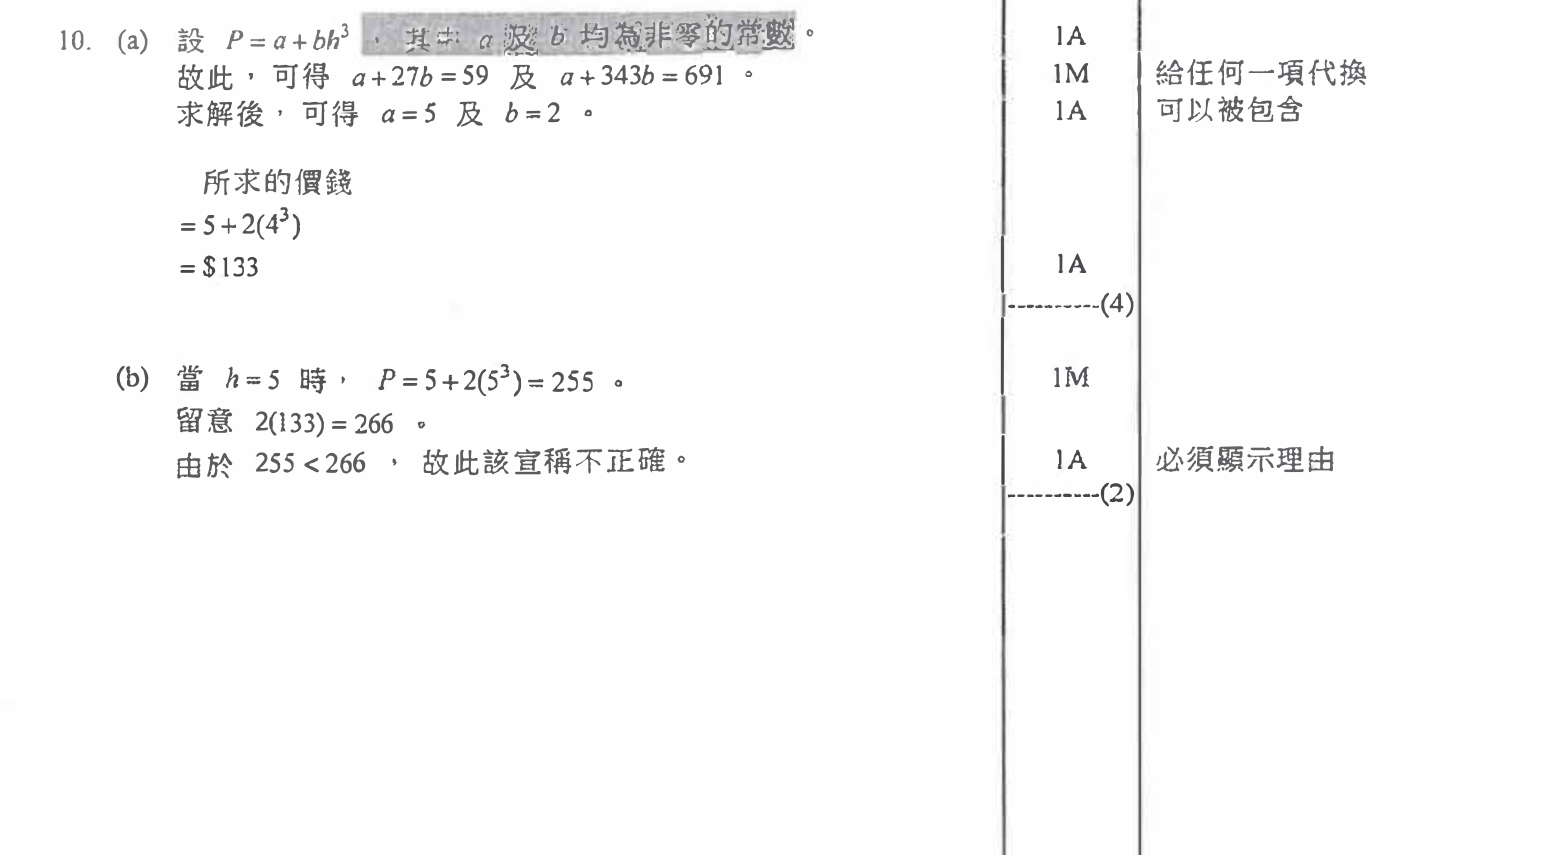 10. (a) 設 P = a + bh³ ，其中 a 及 b 均為非零的常數。 1A
故此，可得 a + 27b = 59 及 a + 343b = 691 。 1M 給任何一項代換
求解後，可得 a = 5 及 b = 2 。 1A 可以被包含
所求的價錢
= 5 + 2(4³)
= $133 1A
----------(4)
(b) 當 h = 5 時， P = 5 + 2(5³) = 255 。 1M
留意 2(133) = 266 。
由於 255 < 266 ，故此該宣稱不正確。 1A 必須顯示理由
----------(2)